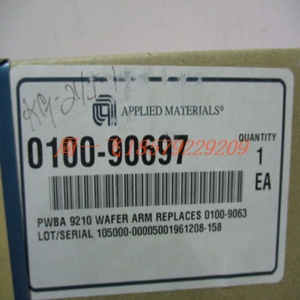 APPLIED MATERIALS®
0100-90697
QUANTITY
1
EA
18579229209
PWBA 9210 WAFER ARM REPLACES 0100-9063
LOT/SERIAL 105000-00005001961208-158